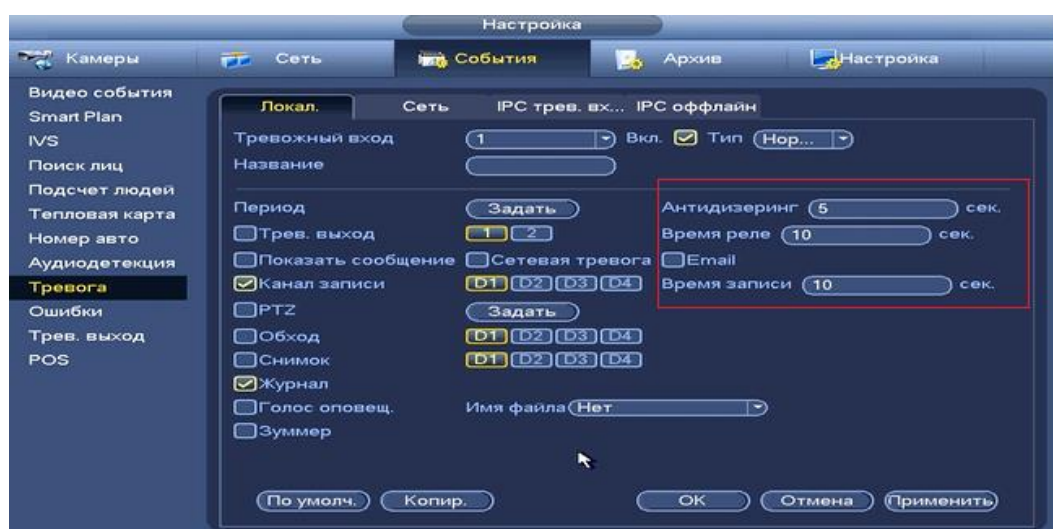 Настройка
Камеры Сеть События Архив Настройка
Видео события
Smart Plan
IVS
Поиск лиц
Подсчет людей
Тепловая карта
Номер авто
Аудиодетекция
Тревога
Ошибки
Трев. выход
POS
Локал. Сеть IPC трев. вх... IPC оффлайн
Тревожный вход 1 Вкл. Тип Нор...
Название
Период Задать Антидизеринг 5 сек.
Трев. выход 1 2 Время реле 10 сек.
Показать сообщение Сетевая тревога Email
Канал записи D1 D2 D3 D4 Время записи 10 сек.
PTZ Задать
Обход D1 D2 D3 D4
Снимок D1 D2 D3 D4
Журнал
Голос оповещ. Имя файла Нет
Зуммер
По умолч. Копир. OK Отмена Применить